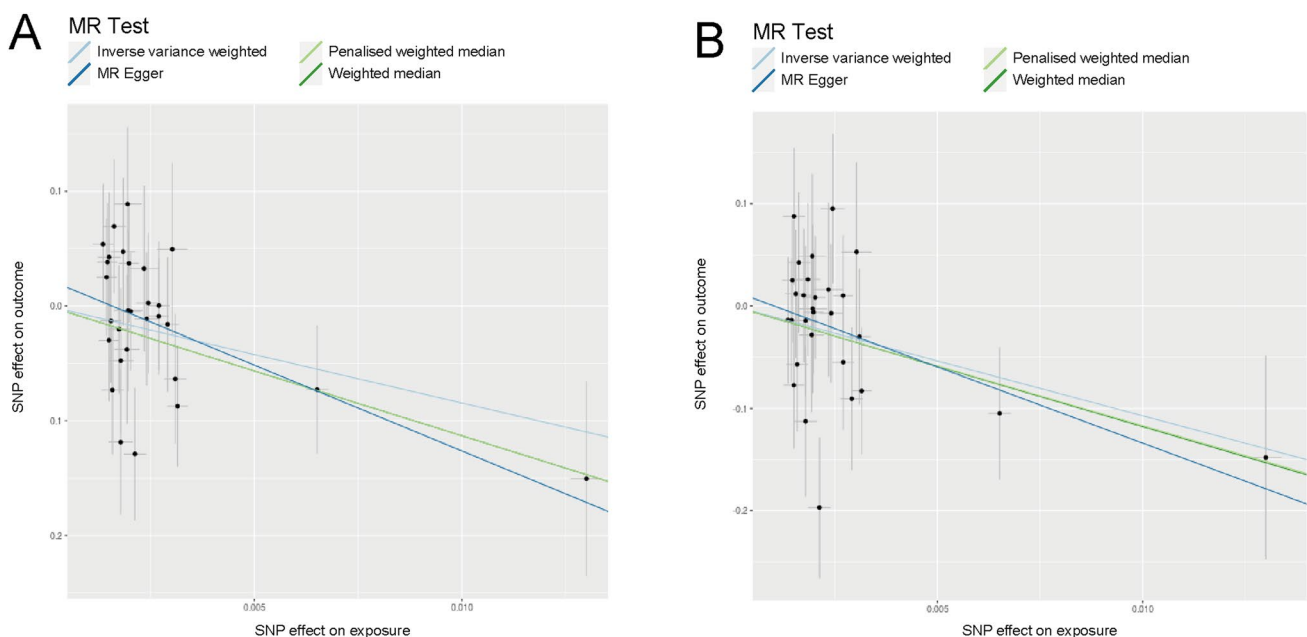 A
MR Test
Inverse variance weighted
Penalised weighted median
MR Egger
Weighted median
0.1
0.0
0.1
0.2
SNP effect on outcome
0.005
0.010
SNP effect on exposure
B
MR Test
Inverse variance weighted
Penalised weighted median
MR Egger
Weighted median
0.1
0.0
-0.1
-0.2
SNP effect on outcome
0.005
0.010
SNP effect on exposure